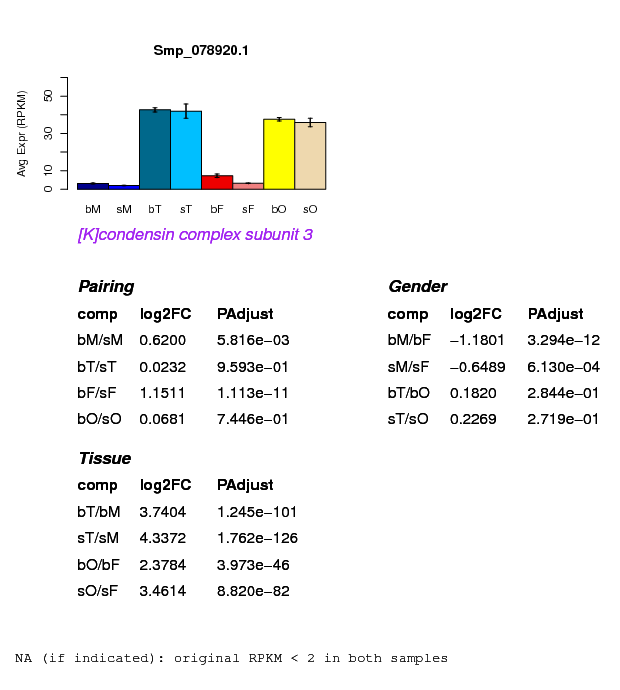 Smp_078920.1
Avg Expr (RPKM)
50
30
10
0
bM sM bT sT bF sF bO sO
[K]condensin complex subunit 3
Pairing
comp log2FC PAdjust
bM/sM 0.6200 5.816e−03
bT/sT 0.0232 9.593e−01
bF/sF 1.1511 1.113e−11
bO/sO 0.0681 7.446e−01
Gender
comp log2FC PAdjust
bM/bF −1.1801 3.294e−12
sM/sF −0.6489 6.130e−04
bT/bO 0.1820 2.844e−01
sT/sO 0.2269 2.719e−01
Tissue
comp log2FC PAdjust
bT/bM 3.7404 1.245e−101
sT/sM 4.3372 1.762e−126
bO/bF 2.3784 3.973e−46
sO/sF 3.4614 8.820e−82
NA (if indicated): original RPKM < 2 in both samples